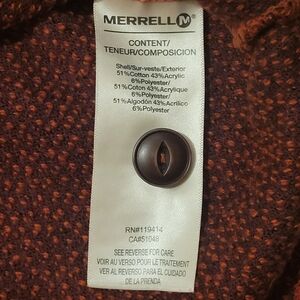 MERRELL M
CONTENT/
TENEUR/COMPOSICION
Shell/Sur-veste/Exterior
51%Cotton 43%Acrylic
6%Polyester/
51%Coton 43%Acrylique
6%Polyester/
51%Algodón 43%Acrílico
6%Polyester
RN#119414
CA#51048
SEE REVERSE FOR CARE
VOIR AU VERSO POUR LE TRAITEMENT
VER AL REVERSO PARA EL CUIDADO
DE LA PRENDA